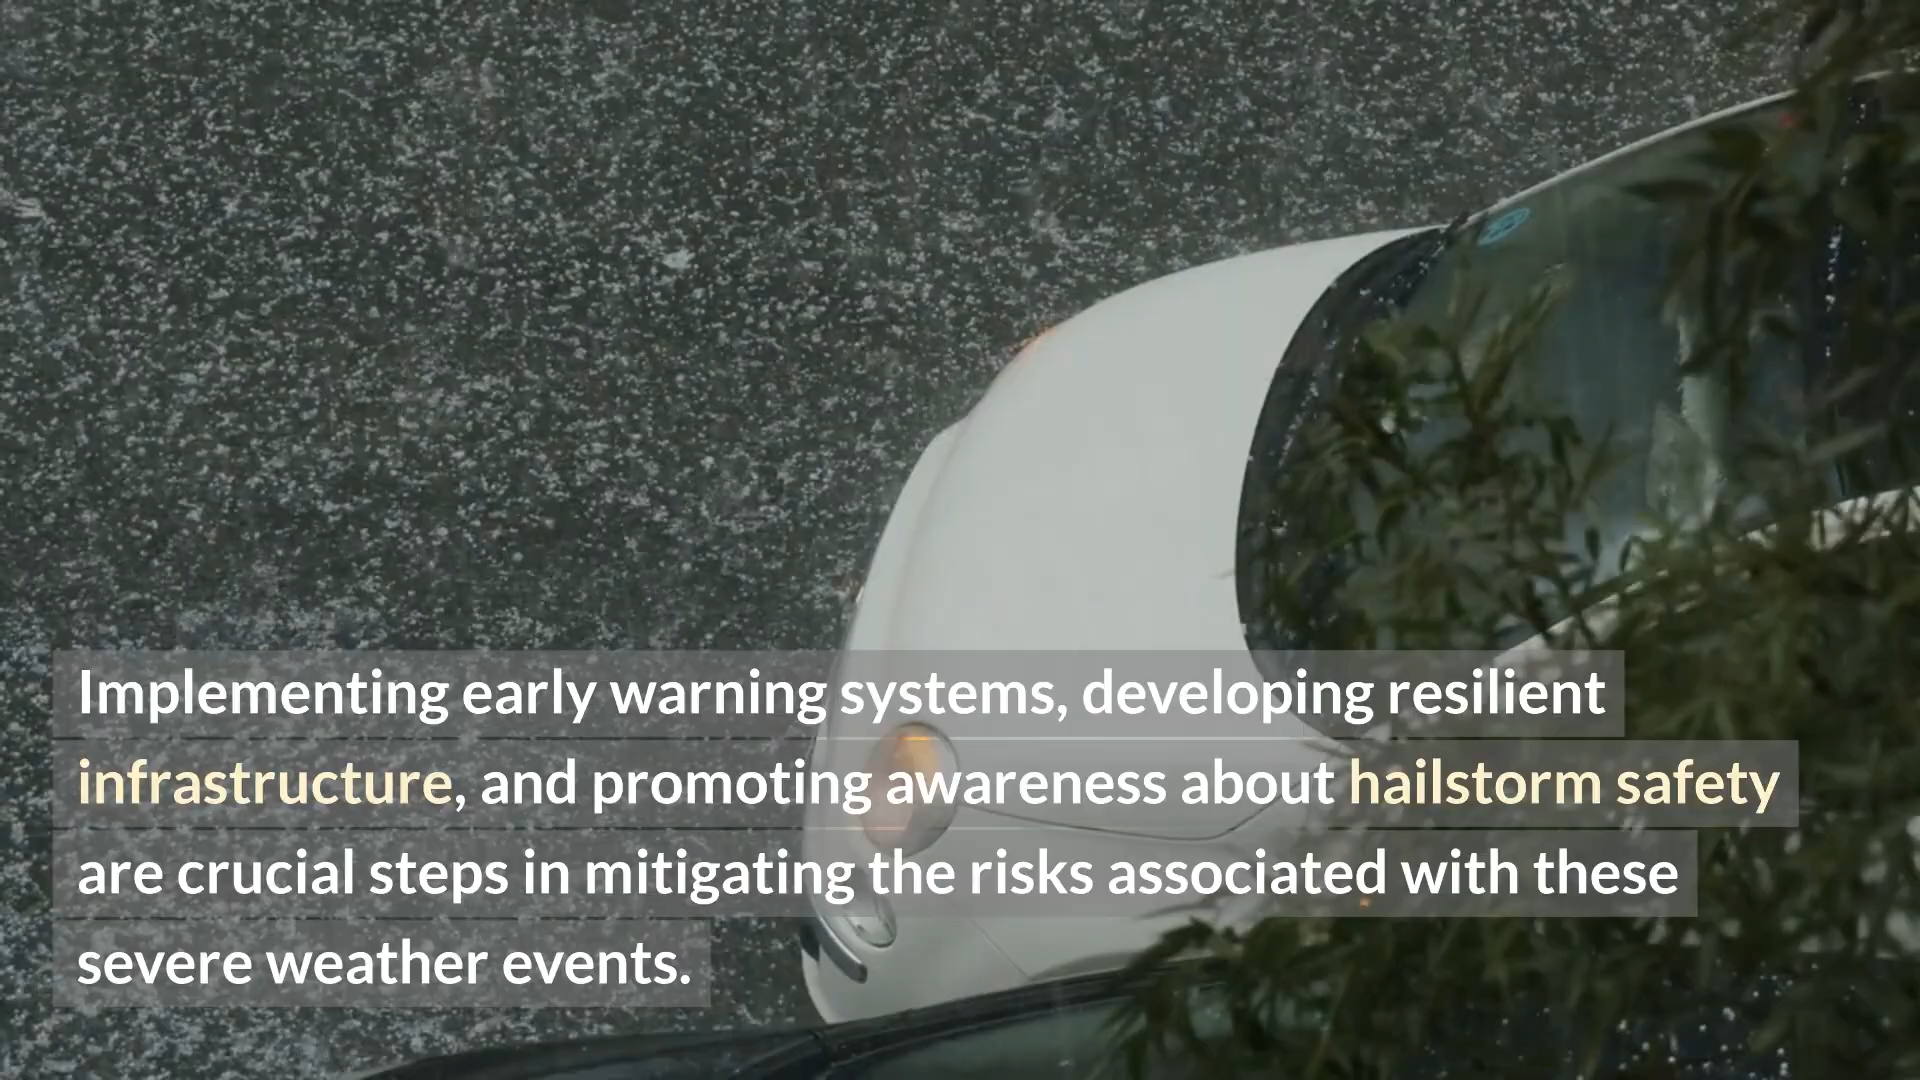 Implementing early warning systems, developing resilient
infrastructure, and promoting awareness about hailstorm safety
are crucial steps in mitigating the risks associated with these
severe weather events.